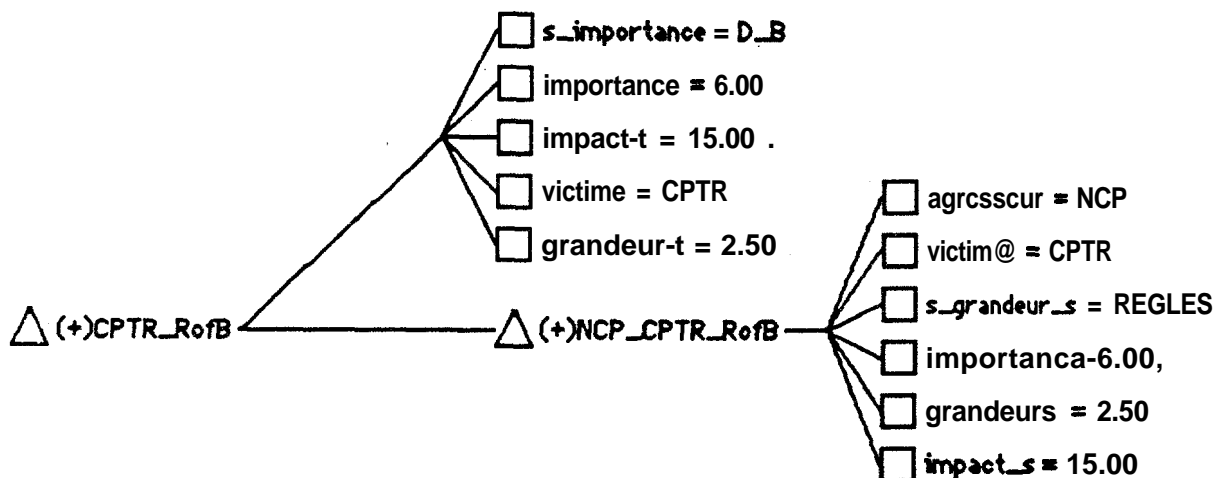 s_importance = D_B
importance = 6.00
impact-t = 15.00 .
victime = CPTR
grandeur-t = 2.50
(+)CPTR_RofB
(+)NCP_CPTR_RofB
agrcsscur = NCP
victim@ = CPTR
s_grandeur_s = REGLES
importanca-6.00,
grandeurs = 2.50
impact_s = 15.00